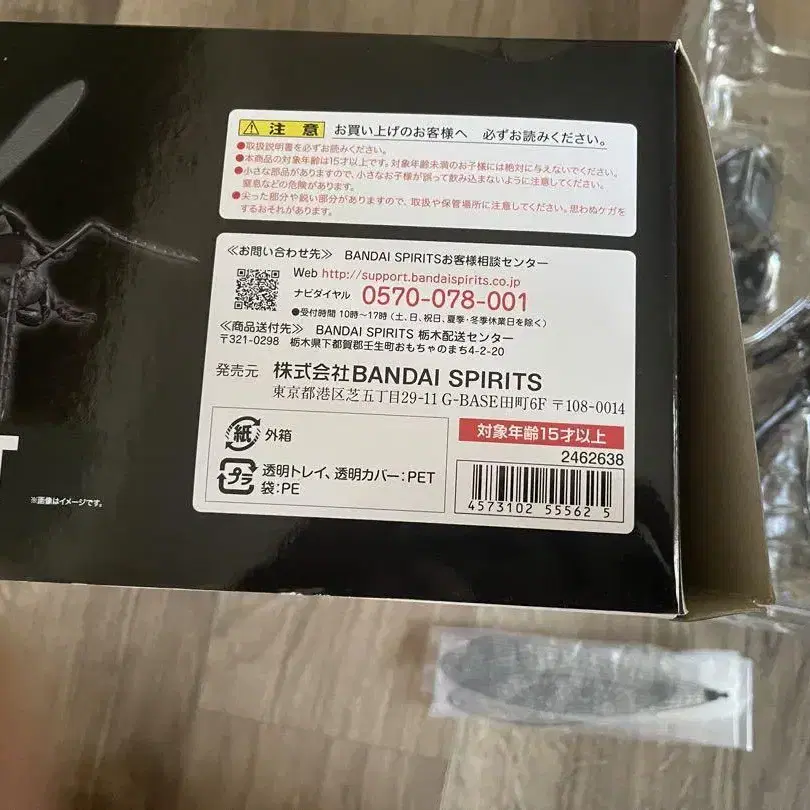 注意 お買い上げのお客様へ 必ずお読みください。
●取扱説明書を必ずお読みください。
●本商品の対象年齢は15才以上です。対象年齢未満のお子様には絶対に与えないでください。
●小さな部品がありますので、小さなお子様が誤って飲み込まないように注意してください。
窒息などの危険があります。
●尖った部分や鋭い部分がありますので、取扱や保管場所に注意してください。思わぬケガを
するおそれがあります。
≪お問い合わせ先≫ BANDAI SPIRITSお客様相談センター
Web http://support.bandaispirits.co.jp
ナビダイヤル 0570-078-001
●受付時間 10時〜17時 (土、日、祝日、夏季・冬季休業日を除く)
≪商品送付先≫ BANDAI SPIRITS 栃木配送センター
〒321-0298 栃木県下都賀郡壬生町おもちゃのまち4-2-20
発売元 株式会社BANDAI SPIRITS
東京都港区芝五丁目29-11 G-BASE田町6F 〒108-0014
紙 外箱
プラ 透明トレイ、透明カバー:PET
袋:PE
対象年齢15才以上
2462638
4573102 55562 5
T
※画像はイメージです。